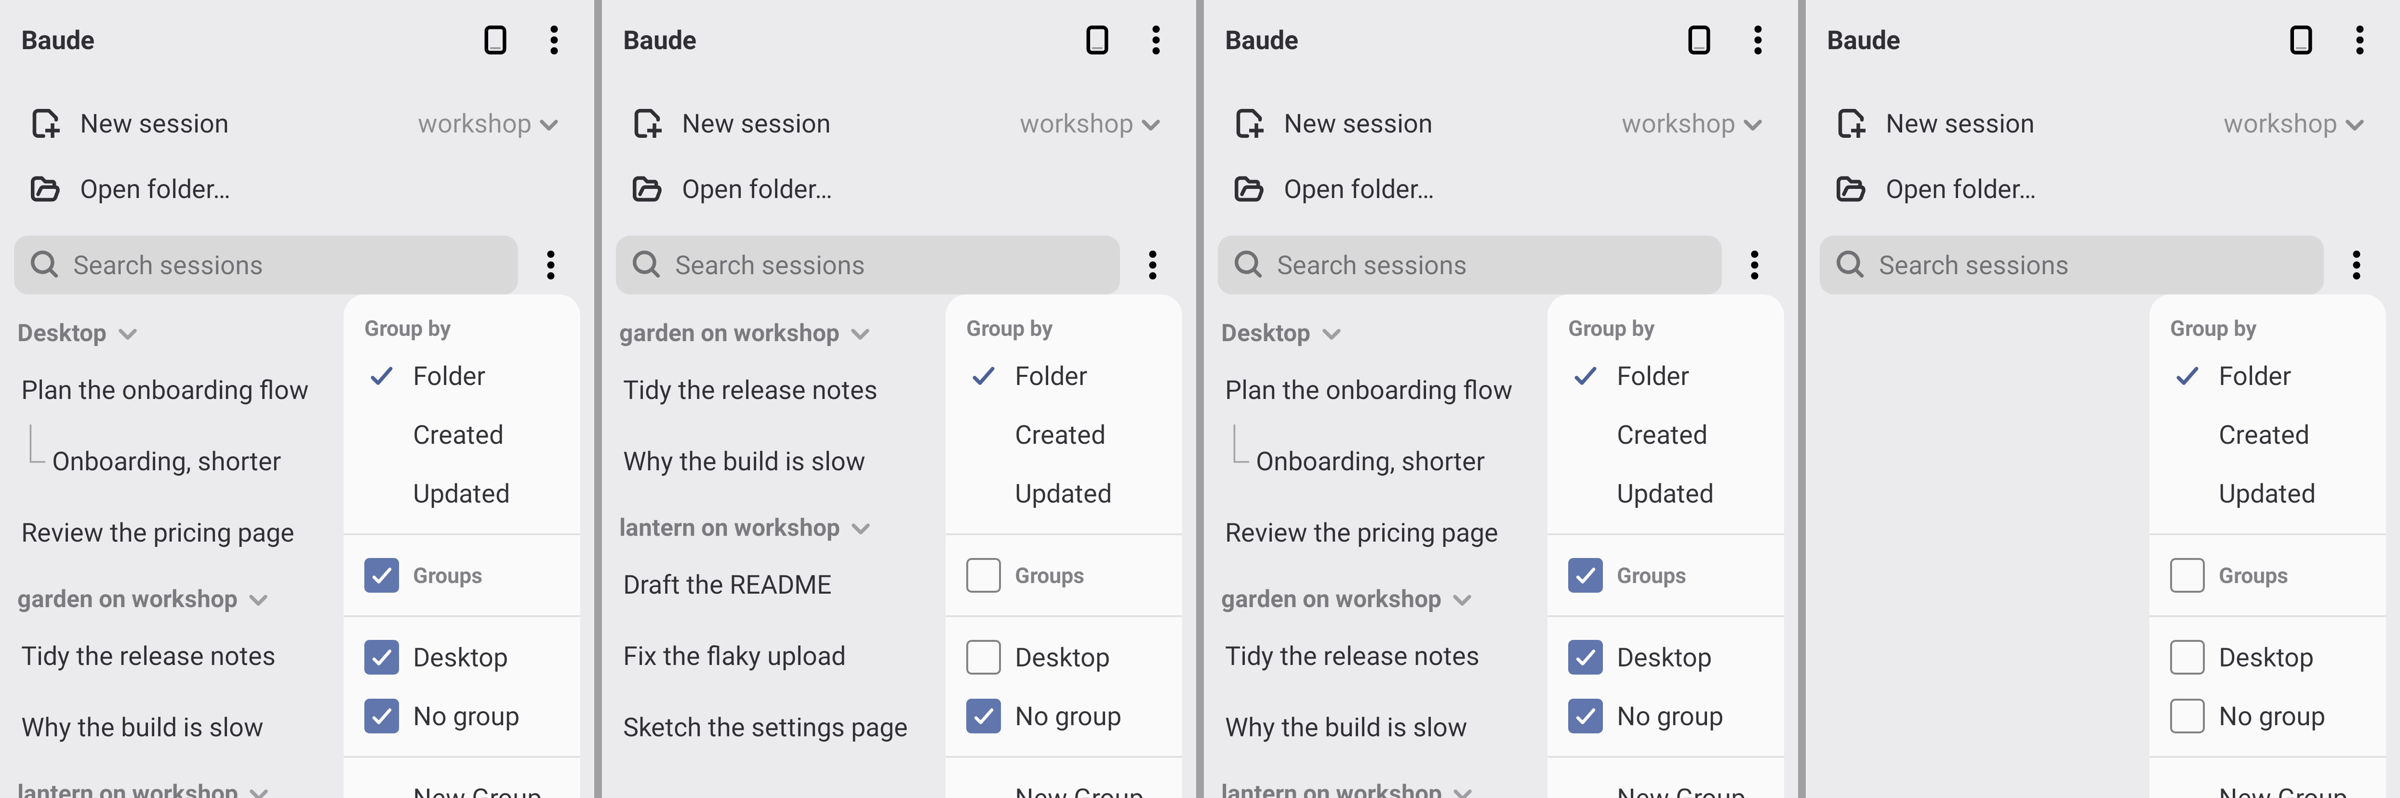 Baude
New session workshop
Open folder...
Search sessions
Desktop
Plan the onboarding flow
Onboarding, shorter
Review the pricing page
garden on workshop
Tidy the release notes
Why the build is slow
lantern on workshop
Group by
Folder
Created
Updated
Groups
Desktop
No group
New Group
Baude
New session workshop
Open folder...
Search sessions
garden on workshop
Tidy the release notes
Why the build is slow
lantern on workshop
Draft the README
Fix the flaky upload
Sketch the settings page
Group by
Folder
Created
Updated
Groups
Desktop
No group
New Group
Baude
New session workshop
Open folder...
Search sessions
Desktop
Plan the onboarding flow
Onboarding, shorter
Review the pricing page
garden on workshop
Tidy the release notes
Why the build is slow
lantern on workshop
Group by
Folder
Created
Updated
Groups
Desktop
No group
New Group
Baude
New session workshop
Open folder...
Search sessions
Group by
Folder
Created
Updated
Groups
Desktop
No group
New Group